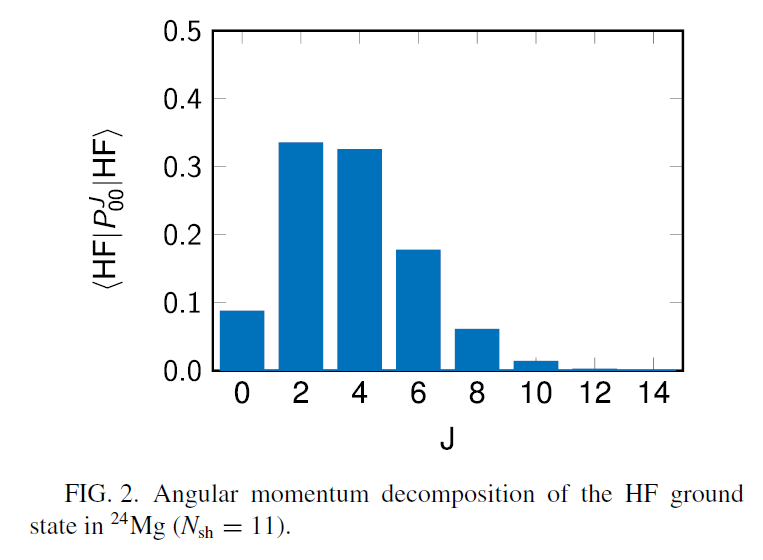 0.5
0.4
0.3
0.2
0.1
0.0
⟨HF|P^J_00|HF⟩
0 2 4 6 8 10 12 14
J
FIG. 2. Angular momentum decomposition of the HF ground
state in ²⁴Mg (N_sh = 11).